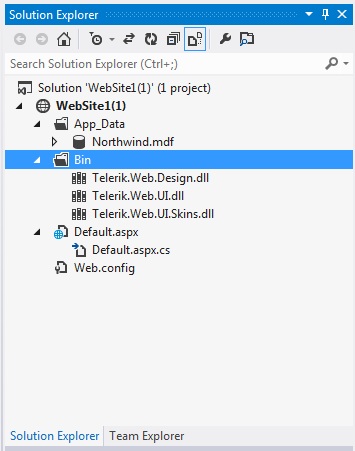 Solution Explorer
Search Solution Explorer (Ctrl+;)
Solution 'WebSite1(1)' (1 project)
WebSite1(1)
App_Data
Northwind.mdf
Bin
Telerik.Web.Design.dll
Telerik.Web.UI.dll
Telerik.Web.UI.Skins.dll
Default.aspx
Default.aspx.cs
Web.config
Solution Explorer Team Explorer